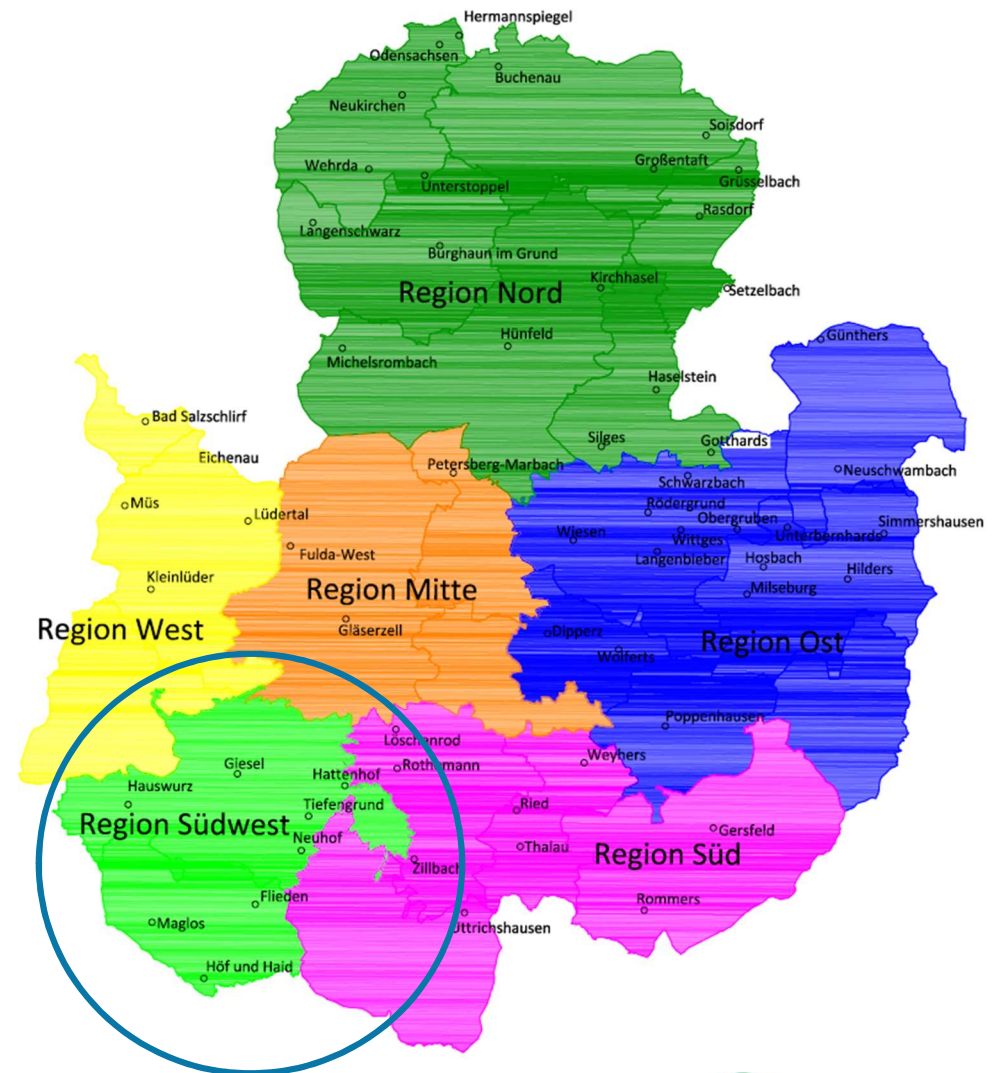 Hermannspiegel
Odensachsen
Buchenau
Neukirchen
Soisdorf
Großentaft
Wehrda
Grüsselbach
Unterstoppel
Rasdorf
Langenschwarz
Burghaun im Grund
Kirchhasel
Region Nord
Setzelbach
Hünfeld
Günthers
Michelsrombach
Haselstein
Bad Salzschlirf
Silges
Gotthards
Eichenau
Petersberg-Marbach
Neuschwambach
Schwarzbach
Müs
Rödergrund
Lüdertal
Obergruben
Simmershausen
Wiesen
Wittges
Unterbernhards
Fulda-West
Langenbieber
Hosbach
Hilders
Kleinlüder
Region Mitte
Milseburg
Region West
Gläserzell
Dipperz
Region Ost
Wolferts
Poppenhausen
Löschenrod
Weyhers
Giesel
Rothemann
Hattenhof
Hauswurz
Tiefengrund
Ried
Region Südwest
Neuhof
Gersfeld
Thalau
Region Süd
Zillbach
Flieden
Rommers
Maglos
Uttrichshausen
Höf und Haid